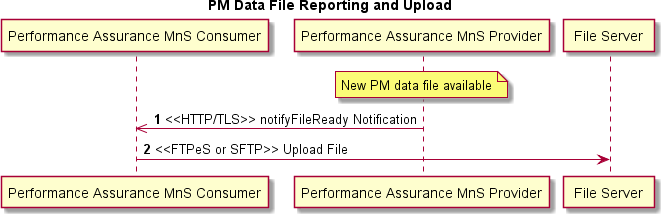 PM Data File Reporting and Upload
Performance Assurance MnS Consumer
Performance Assurance MnS Provider
File Server
New PM data file available
1 <<HTTP/TLS>> notifyFileReady Notification
2 <<FTPeS or SFTP>> Upload File
Performance Assurance MnS Consumer
Performance Assurance MnS Provider
File Server